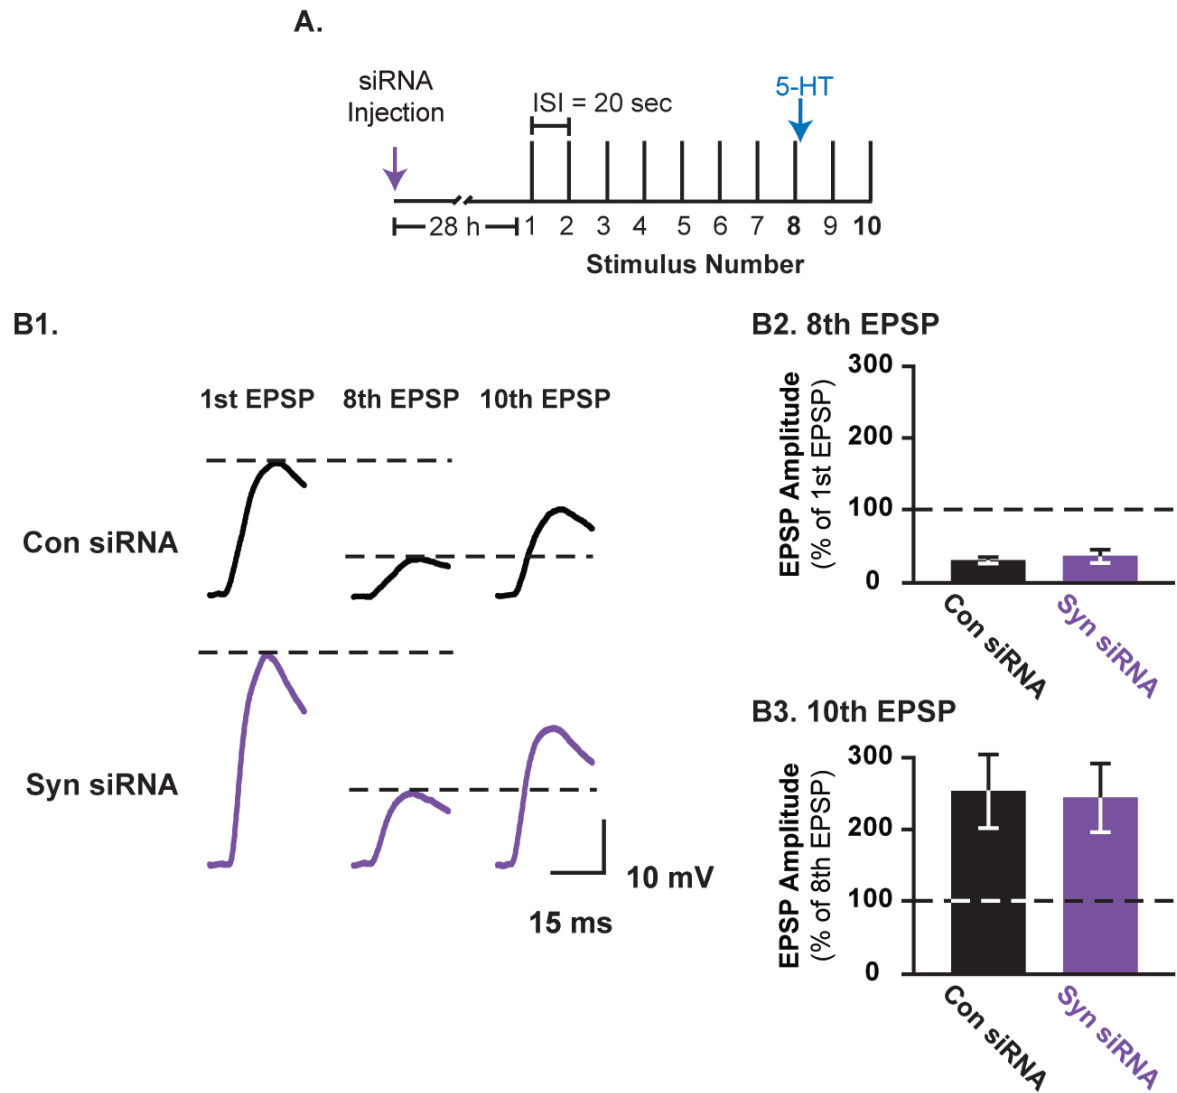 A.
siRNA
Injection
ISI = 20 sec
5-HT
28 h
1 2 3 4 5 6 7 8 9 10
Stimulus Number
B1.
1st EPSP 8th EPSP 10th EPSP
Con siRNA
Syn siRNA
10 mV
15 ms
B2. 8th EPSP
EPSP Amplitude
(% of 1st EPSP)
300
200
100
0
Con siRNA
Syn siRNA
B3. 10th EPSP
EPSP Amplitude
(% of 8th EPSP)
300
200
100
0
Con siRNA
Syn siRNA